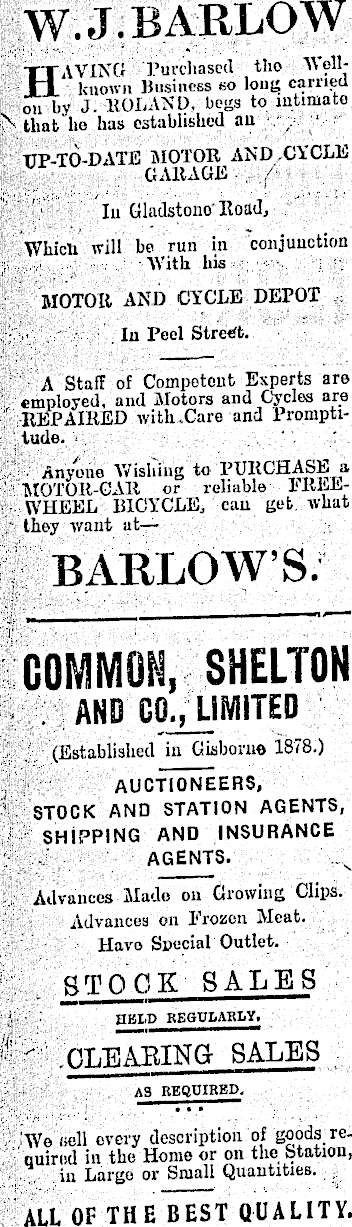 W. J. BARLOW
HAVING Purchased the Well-
known Business so long carried
on by J. ROLAND, begs to intimate
that he has established an
UP-TO-DATE MOTOR AND CYCLE
GARAGE
In Gladstone Road,
Which will be run in conjunction
With his
MOTOR AND CYCLE DEPOT
In Peel Street.
A Staff of Competent Experts are
employed, and Motors and Cycles are
REPAIRED with Care and Prompti-
tude.
Anyone Wishing to PURCHASE a
MOTOR-CAR or reliable FREE-
WHEEL BICYCLE, can get what
they want at—
BARLOW'S.
COMMON, SHELTON
AND CO., LIMITED
(Established in Gisborne 1878.)
AUCTIONEERS,
STOCK AND STATION AGENTS,
SHIPPING AND INSURANCE
AGENTS.
Advances Made on Growing Clips.
Advances on Frozen Meat.
Have Special Outlet.
STOCK SALES
HELD REGULARLY.
CLEARING SALES
AS REQUIRED.
We sell every description of goods re-
quired in the Home or on the Station,
in Large or Small Quantities.
ALL OF THE BEST QUALITY.